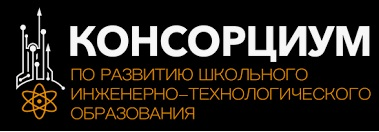 КОНСОРЦИУМ
ПО РАЗВИТИЮ ШКОЛЬНОГО
ИНЖЕНЕРНО-ТЕХНОЛОГИЧЕСКОГО
ОБРАЗОВАНИЯ